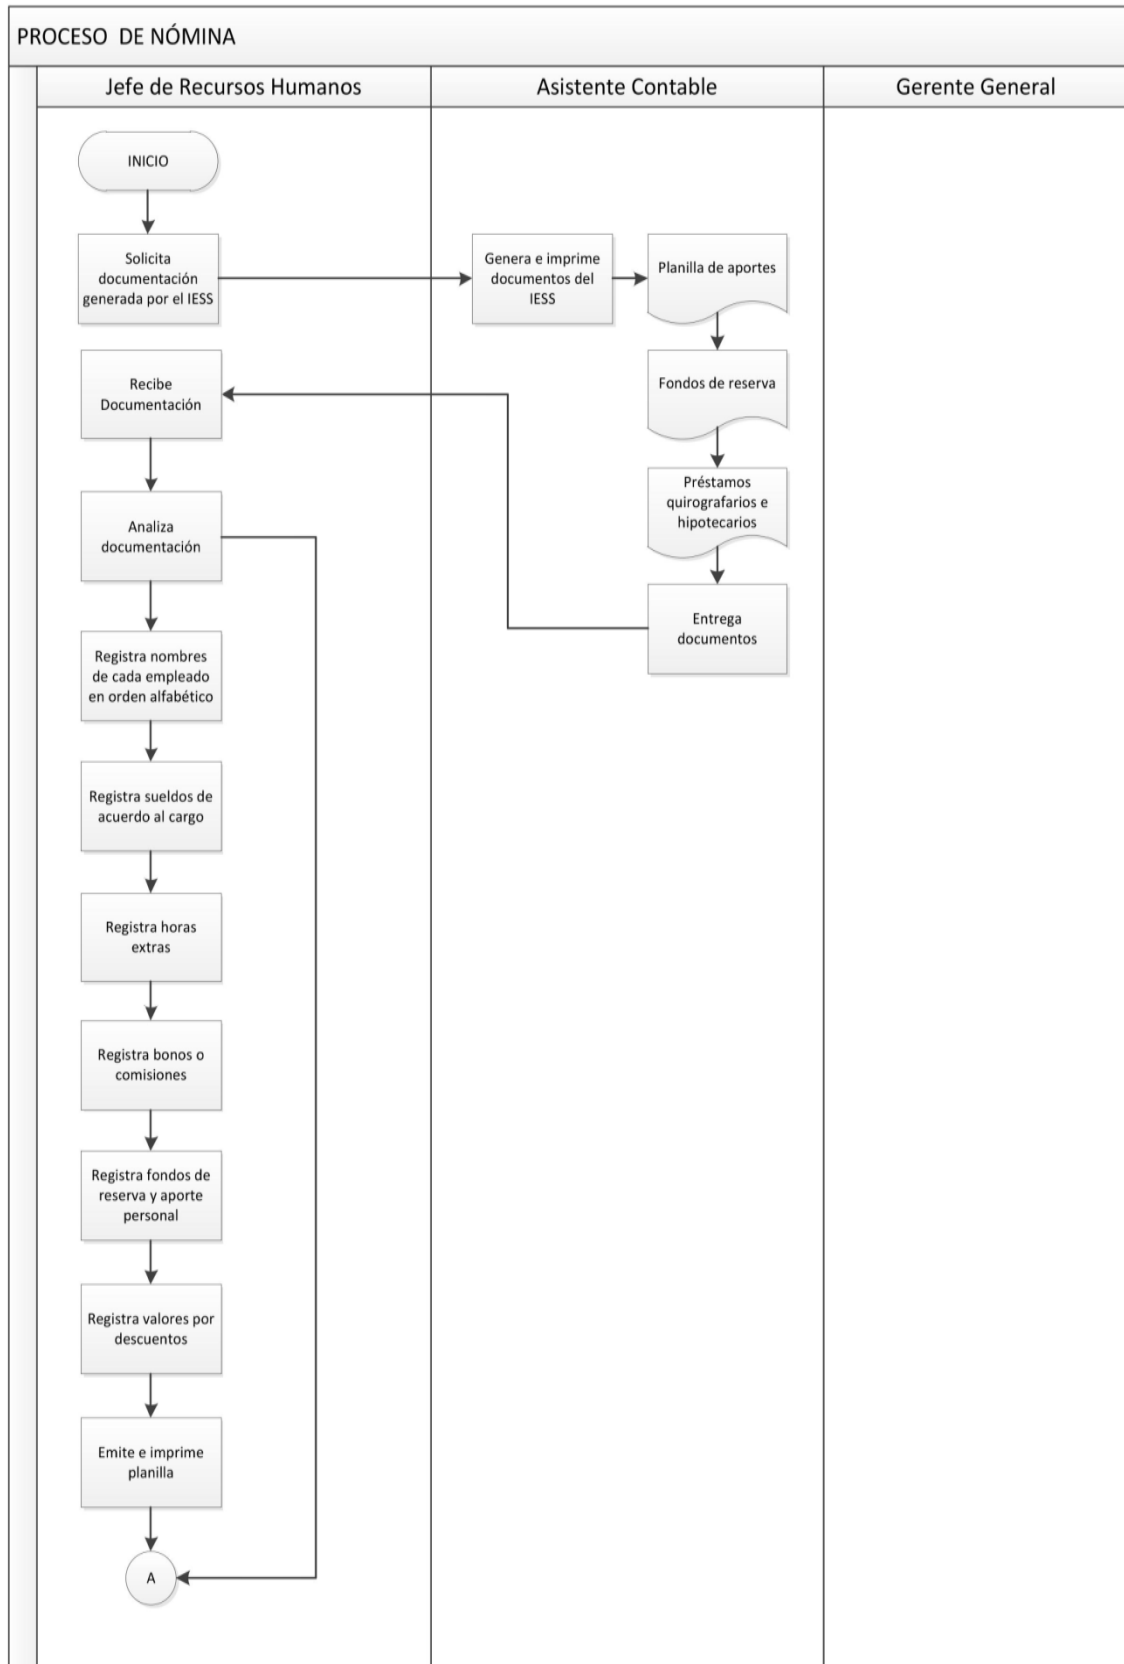 PROCESO DE NÓMINA
Jefe de Recursos Humanos
Asistente Contable
Gerente General
INICIO
Solicita
documentación
generada por el IESS
Genera e imprime
documentos del
IESS
Planilla de aportes
Fondos de reserva
Préstamos
quirografarios e
hipotecarios
Entrega
documentos
Recibe
Documentación
Analiza
documentación
Registra nombres
de cada empleado
en orden alfabético
Registra sueldos de
acuerdo al cargo
Registra horas
extras
Registra bonos o
comisiones
Registra fondos de
reserva y aporte
personal
Registra valores por
descuentos
Emite e imprime
planilla
A